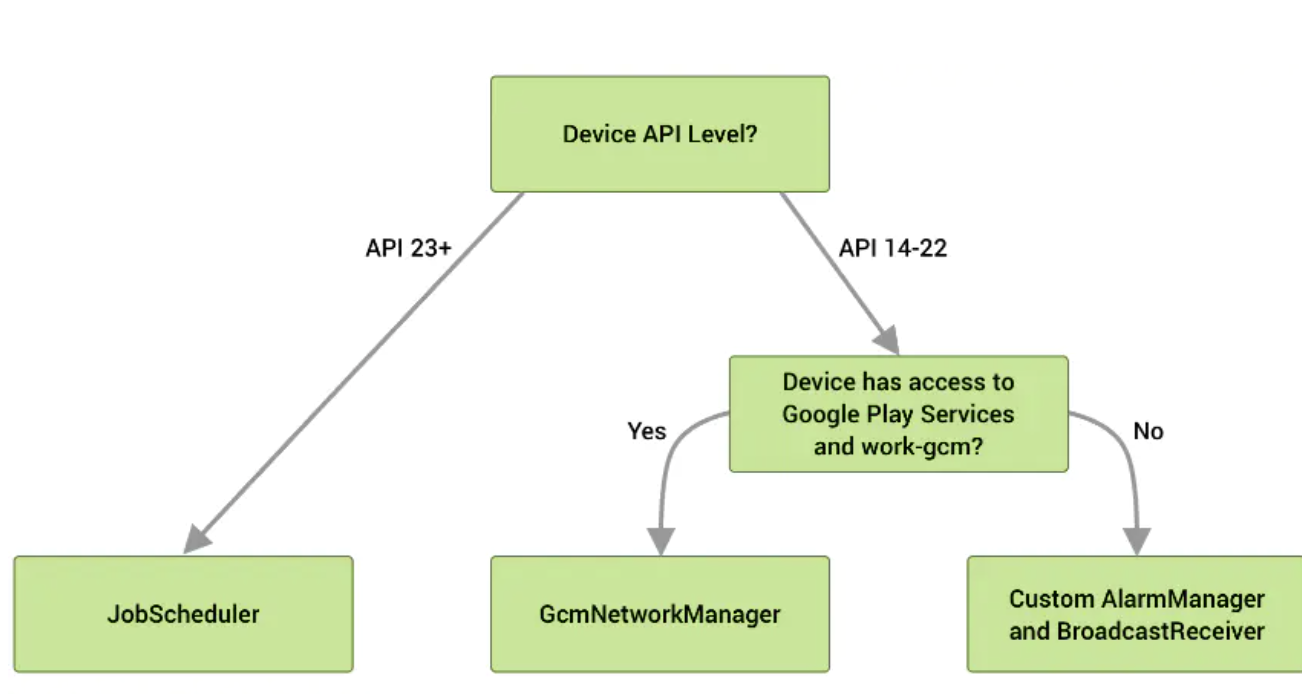 Device API Level?
API 23+
API 14-22
Device has access to
Google Play Services
and work-gcm?
Yes
No
JobScheduler
GcmNetworkManager
Custom AlarmManager
and BroadcastReceiver